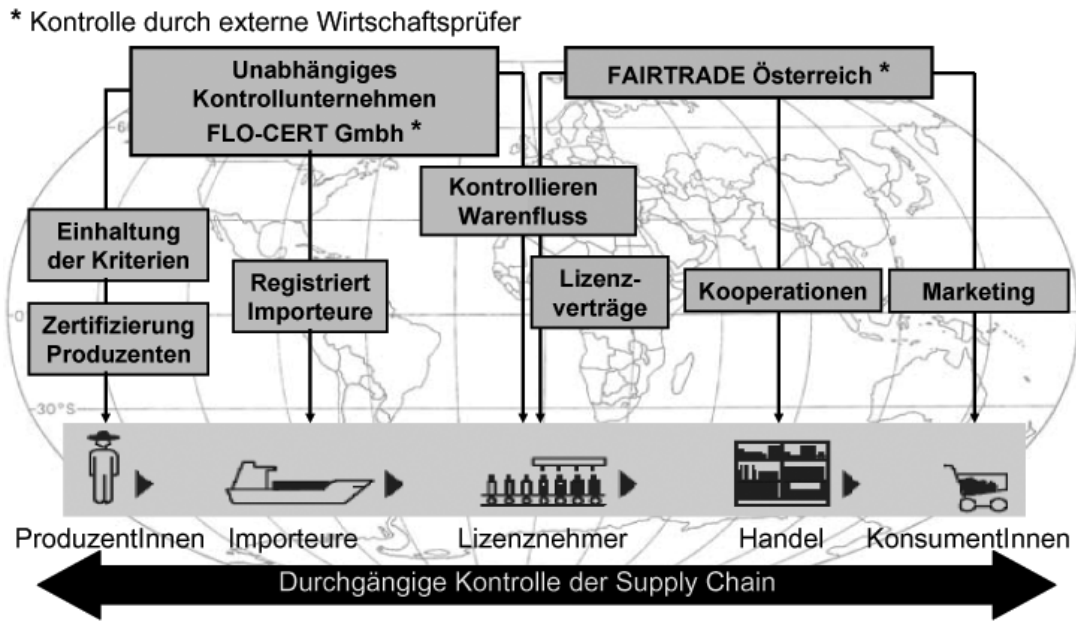 * Kontrolle durch externe Wirtschaftsprüfer
Unabhängiges
Kontrollunternehmen
FLO-CERT Gmbh *
FAIRTRADE Österreich *
Kontrollieren
Warenfluss
Einhaltung
der Kriterien
Registriert
Importeure
Lizenz-
verträge
Kooperationen
Marketing
Zertifizierung
Produzenten
0°
30°S
ProduzentInnen
Importeure
Lizenznehmer
Handel
KonsumentInnen
Durchgängige Kontrolle der Supply Chain